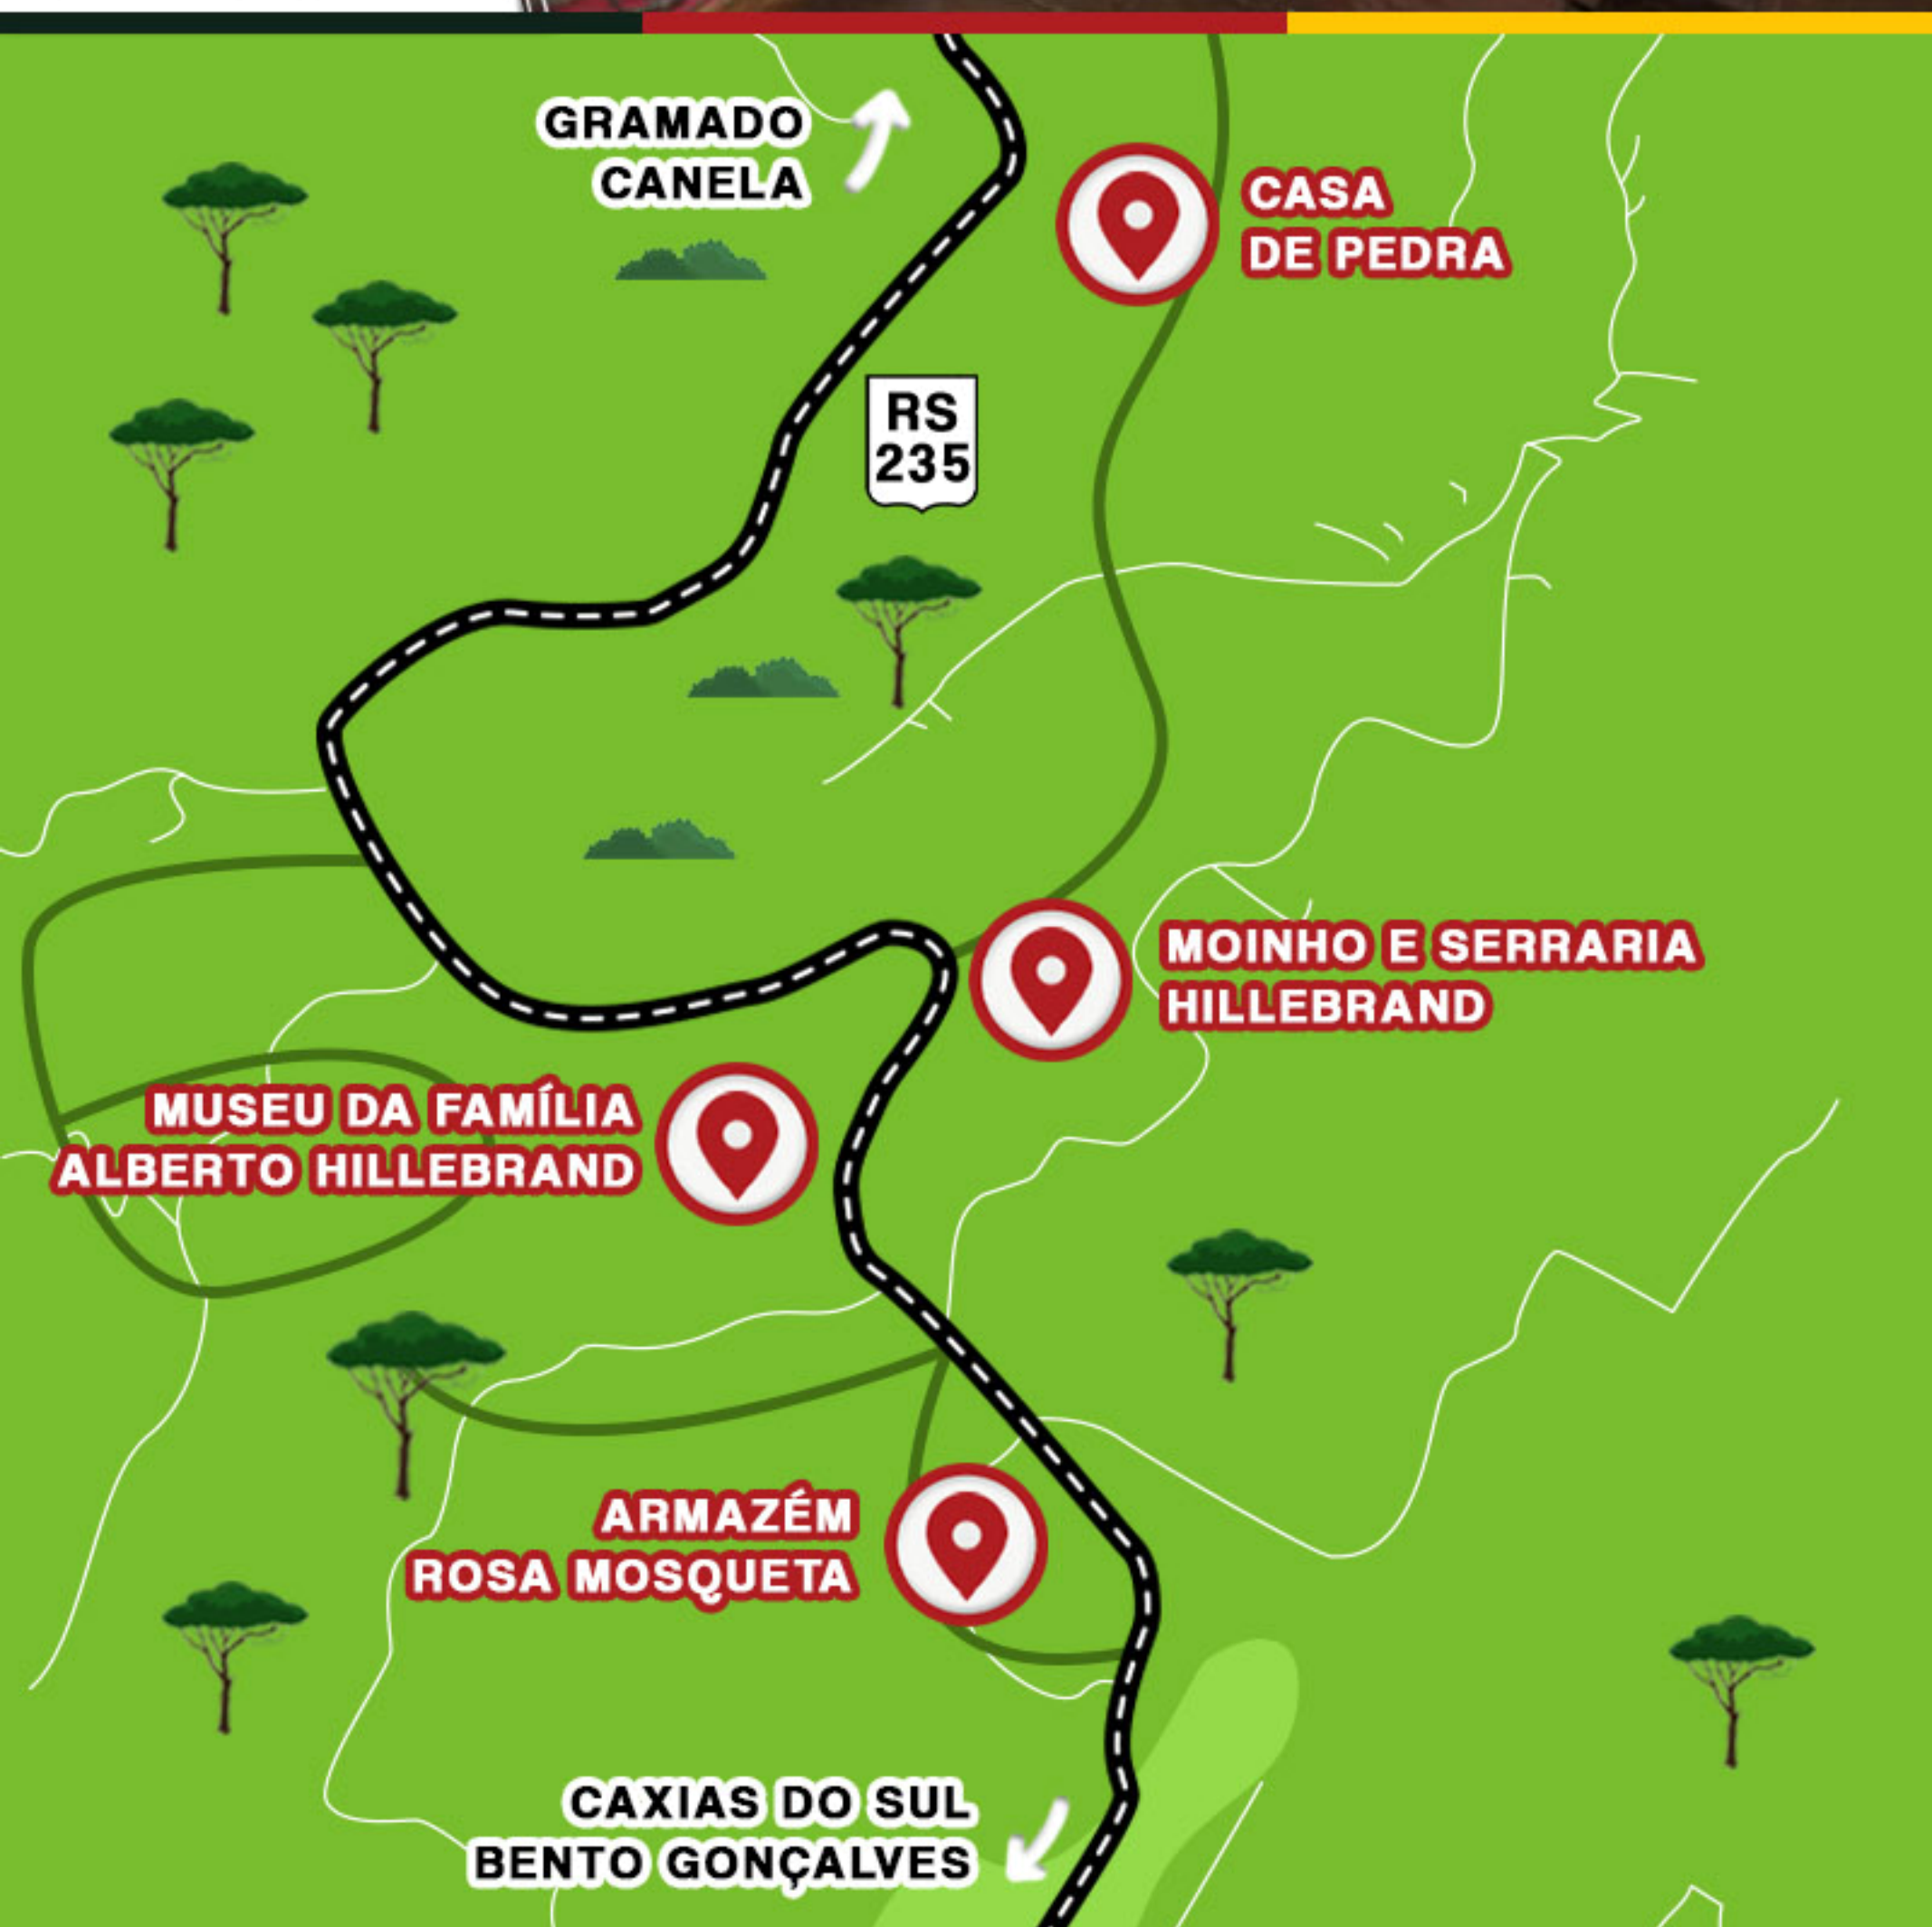 GRAMADO
CANELA
CASA
DE PEDRA
RS
235
MOINHO E SERRARIA
HILLEBRAND
MUSEU DA FAMÍLIA
ALBERTO HILLEBRAND
ARMAZÉM
ROSA MOSQUETA
CAXIAS DO SUL
BENTO GONÇALVES